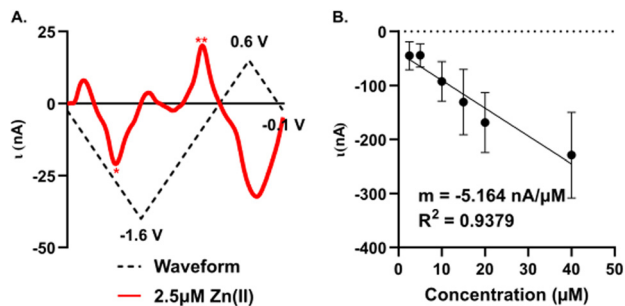 A.
25
0
-25
-50
ι (nA)
**
0.6 V
-0.1 V
*
-1.6 V
Waveform
2.5µM Zn(II)
B.
0
-100
-200
-300
-400
ι(nA)
m = -5.164 nA/µM
R² = 0.9379
0 10 20 30 40 50
Concentration (µM)